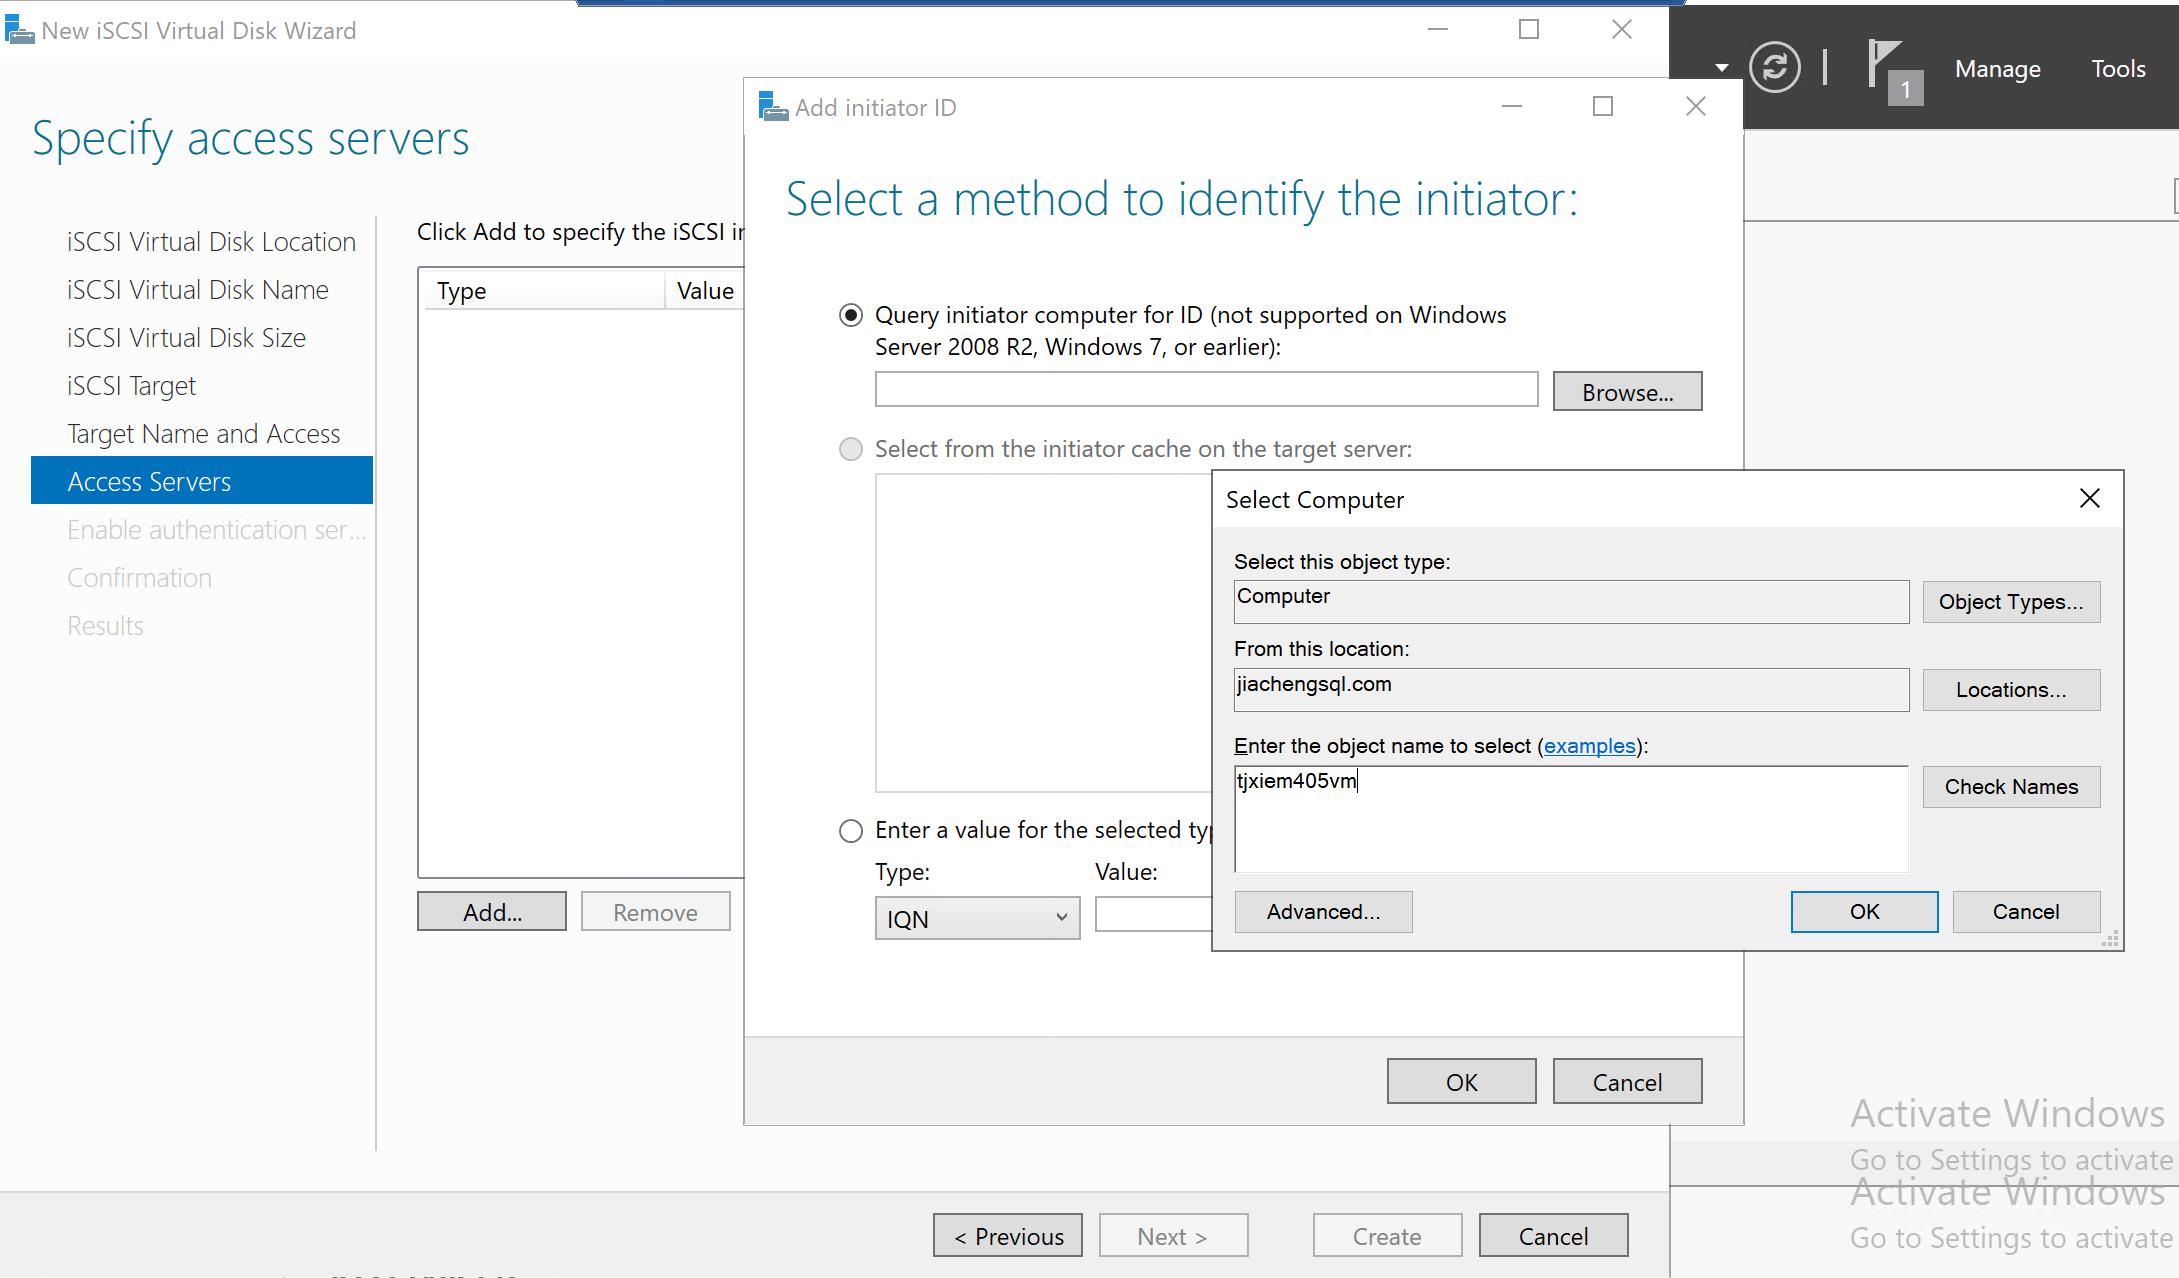 New iSCSI Virtual Disk Wizard
Manage
Tools
1
Specify access servers
iSCSI Virtual Disk Location
iSCSI Virtual Disk Name
iSCSI Virtual Disk Size
iSCSI Target
Target Name and Access
Access Servers
Enable authentication ser...
Confirmation
Results
Click Add to specify the iSCSI
Type
Value
Add...
Remove
Add initiator ID
Select a method to identify the initiator:
Query initiator computer for ID (not supported on Windows
Server 2008 R2, Windows 7, or earlier):
Browse...
Select from the initiator cache on the target server:
Enter a value for the selected
Type:
Value:
IQN
OK
Cancel
Select Computer
Select this object type:
Computer
Object Types...
From this location:
jiachengsql.com
Locations...
Enter the object name to select (examples):
tjxiem405vm
Check Names
Advanced...
OK
Cancel
Activate Windows
Go to Settings to activate
Activate Windows
Go to Settings to activate
< Previous
Next >
Create
Cancel